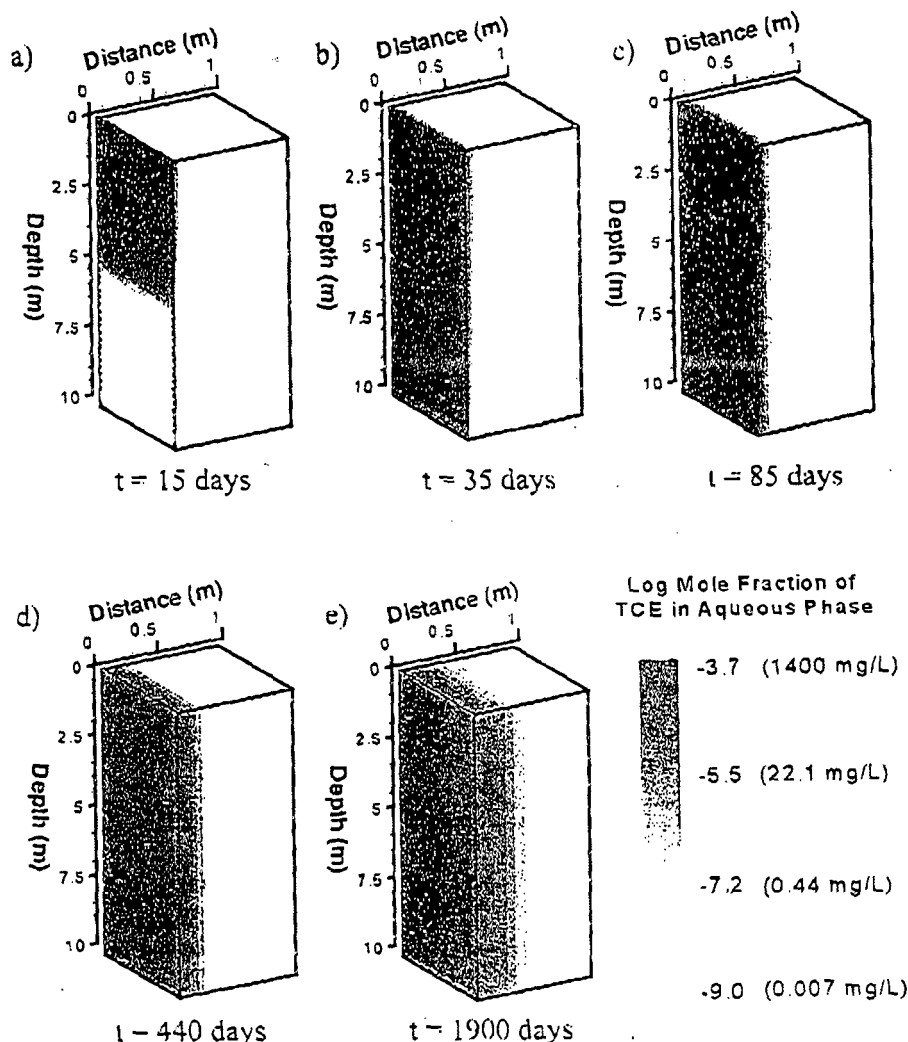 a)
Distance (m)
0
0.5
1
0
2.5
5
7.5
10
Depth (m)
t = 15 days
b)
Distance (m)
0
0.5
1
0
2.5
5
7.5
10
Depth (m)
t = 35 days
c)
Distance (m)
0
0.5
1
0
2.5
5
7.5
10
Depth (m)
t = 85 days
d)
Distance (m)
0
0.5
1
0
2.5
5
7.5
10
Depth (m)
t = 440 days
e)
Distance (m)
0
0.5
1
0
2.5
5
7.5
10
Depth (m)
t = 1900 days
Log Mole Fraction of
TCE in Aqueous Phase
-3.7 (1400 mg/L)
-5.5 (22.1 mg/L)
-7.2 (0.44 mg/L)
-9.0 (0.007 mg/L)